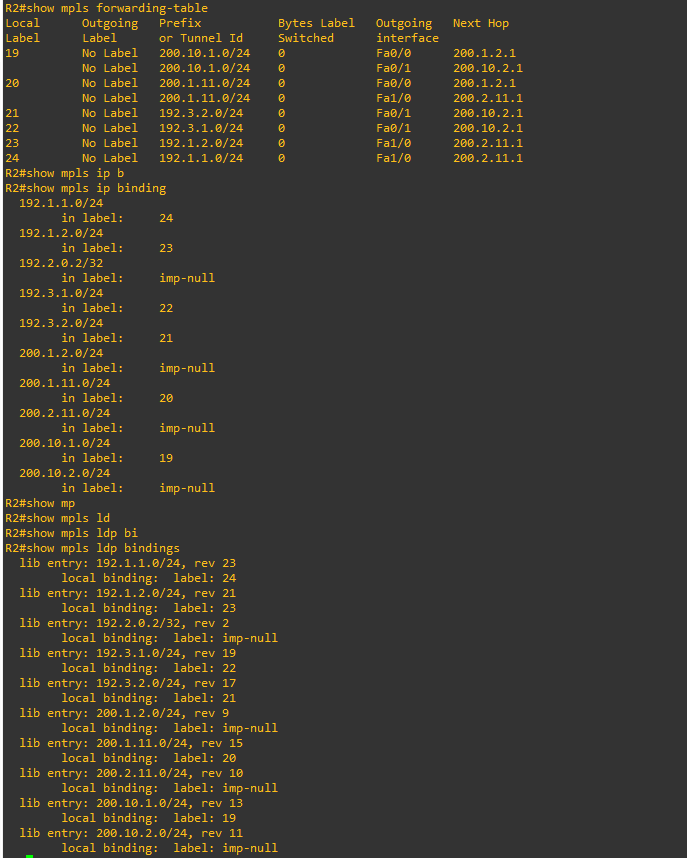 R2#show mpls forwarding-table
Local      Outgoing   Prefix           Bytes Label   Outgoing   Next Hop
Label      Label      or Tunnel Id     Switched      interface
19         No Label   200.10.1.0/24    0             Fa0/0      200.1.2.1
           No Label   200.10.1.0/24    0             Fa0/1      200.10.2.1
20         No Label   200.1.11.0/24    0             Fa0/0      200.1.2.1
           No Label   200.1.11.0/24    0             Fa1/0      200.2.11.1
21         No Label   192.3.2.0/24     0             Fa0/1      200.10.2.1
22         No Label   192.3.1.0/24     0             Fa0/1      200.10.2.1
23         No Label   192.1.2.0/24     0             Fa1/0      200.2.11.1
24         No Label   192.1.1.0/24     0             Fa1/0      200.2.11.1
R2#show mpls ip b
R2#show mpls ip binding
  192.1.1.0/24
        in label:     24
  192.1.2.0/24
        in label:     23
  192.2.0.2/32
        in label:     imp-null
  192.3.1.0/24
        in label:     22
  192.3.2.0/24
        in label:     21
  200.1.2.0/24
        in label:     imp-null
  200.1.11.0/24
        in label:     20
  200.2.11.0/24
        in label:     imp-null
  200.10.1.0/24
        in label:     19
  200.10.2.0/24
        in label:     imp-null
R2#show mp
R2#show mpls ld
R2#show mpls ldp bi
R2#show mpls ldp bindings
  lib entry: 192.1.1.0/24, rev 23
        local binding:  label: 24
  lib entry: 192.1.2.0/24, rev 21
        local binding:  label: 23
  lib entry: 192.2.0.2/32, rev 2
        local binding:  label: imp-null
  lib entry: 192.3.1.0/24, rev 19
        local binding:  label: 22
  lib entry: 192.3.2.0/24, rev 17
        local binding:  label: 21
  lib entry: 200.1.2.0/24, rev 9
        local binding:  label: imp-null
  lib entry: 200.1.11.0/24, rev 15
        local binding:  label: 20
  lib entry: 200.2.11.0/24, rev 10
        local binding:  label: imp-null
  lib entry: 200.10.1.0/24, rev 13
        local binding:  label: 19
  lib entry: 200.10.2.0/24, rev 11
        local binding:  label: imp-null